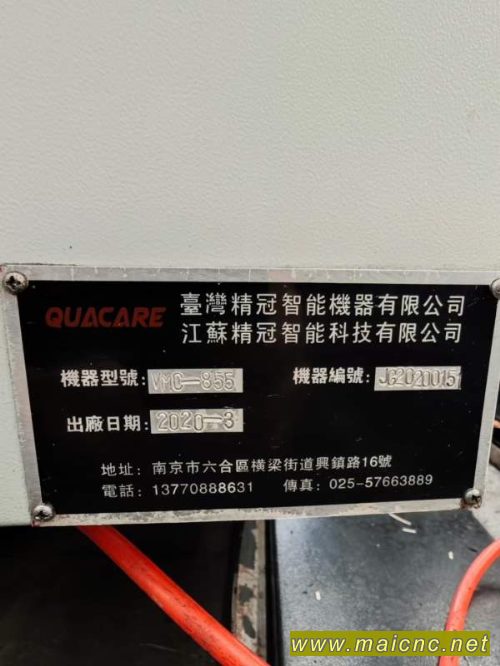 QUACARE 臺灣精冠智能機器有限公司
江蘇精冠智能科技有限公司
機器型號: VMC-855 機器編號: JG2020015
出廠日期: 2020-3
地址: 南京市六合區橫梁街道興鎮路16號
電話: 13770888631 傳真: 025-57663889
www.maicnc.net